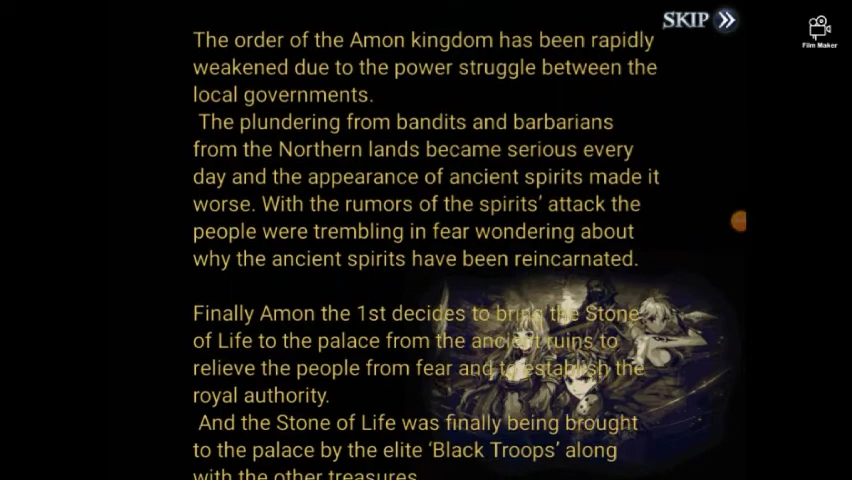 SKIP
Film Maker
The order of the Amon kingdom has been rapidly
weakened due to the power struggle between the
local governments.
The plundering from bandits and barbarians
from the Northern lands became serious every
day and the appearance of ancient spirits made it
worse. With the rumors of the spirits' attack the
people were trembling in fear wondering about
why the ancient spirits have been reincarnated.
Finally Amon the 1st decides to bring the Stone
of Life to the palace from the ancient ruins to
relieve the people from fear and to establish the
royal authority.
And the Stone of Life was finally being brought
to the palace by the elite ‘Black Troops’ along
with the other treasures